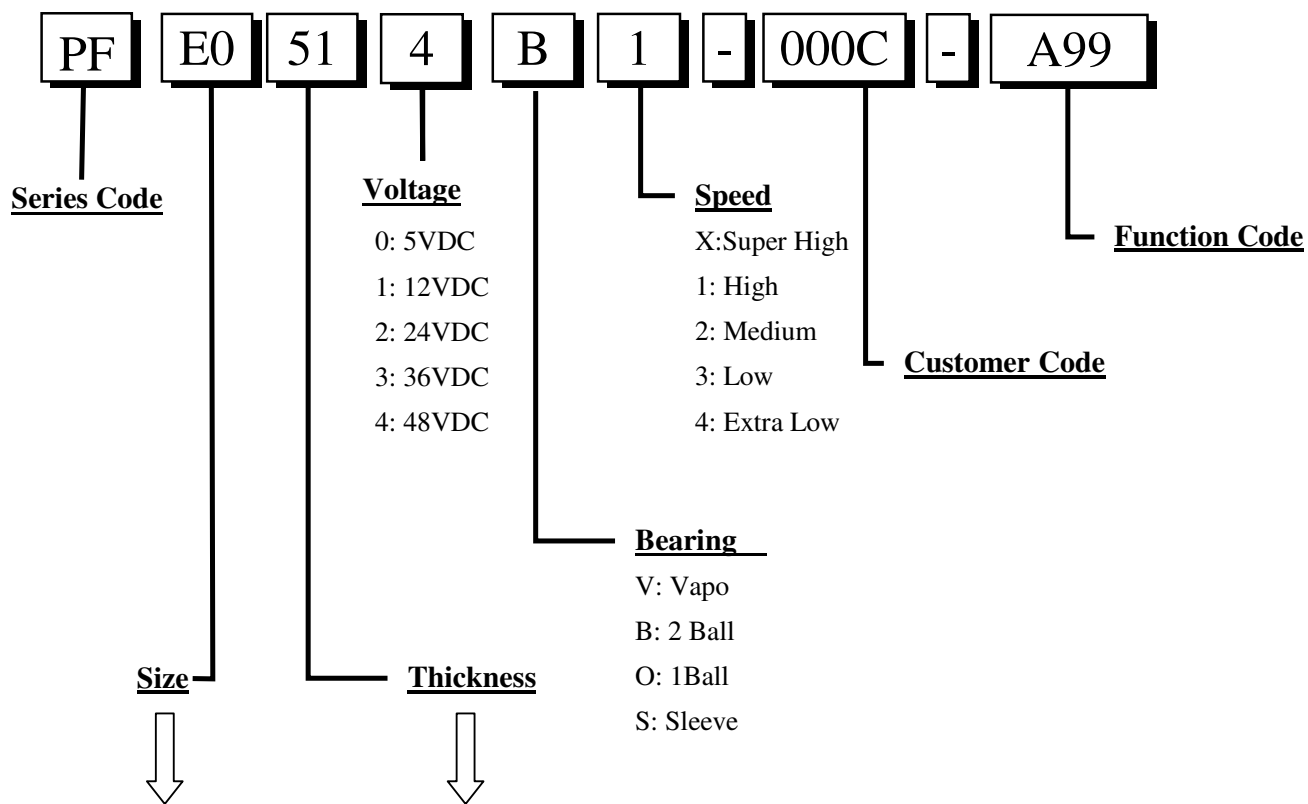 PF E0 51 4 B 1 - 000C - A99
Series Code
Voltage
0: 5VDC
1: 12VDC
2: 24VDC
3: 36VDC
4: 48VDC
Speed
X:Super High
1: High
2: Medium
3: Low
4: Extra Low
Function Code
Customer Code
Bearing
V: Vapo
B: 2 Ball
O: 1Ball
S: Sleeve
Size
Thickness